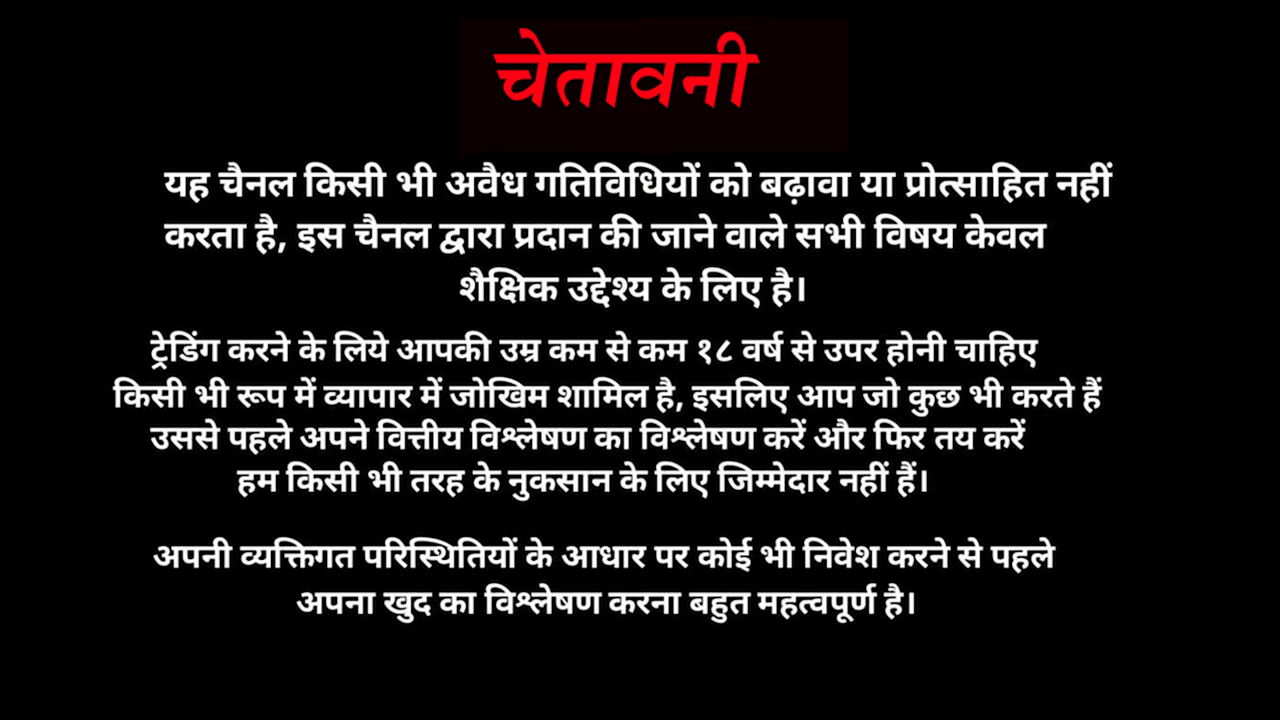 चेतावनी
यह चैनल किसी भी अवैध गतिविधियों को बढ़ावा या प्रोत्साहित नहीं
करता है, इस चैनल द्वारा प्रदान की जाने वाले सभी विषय केवल
शैक्षिक उद्देश्य के लिए है।
ट्रेडिंग करने के लिये आपकी उम्र कम से कम १८ वर्ष से उपर होनी चाहिए
किसी भी रूप में व्यापार में जोखिम शामिल है, इसलिए आप जो कुछ भी करते हैं
उससे पहले अपने वित्तीय विश्लेषण का विश्लेषण करें और फिर तय करें
हम किसी भी तरह के नुकसान के लिए जिम्मेदार नहीं हैं।
अपनी व्यक्तिगत परिस्थितियों के आधार पर कोई भी निवेश करने से पहले
अपना खुद का विश्लेषण करना बहुत महत्वपूर्ण है।